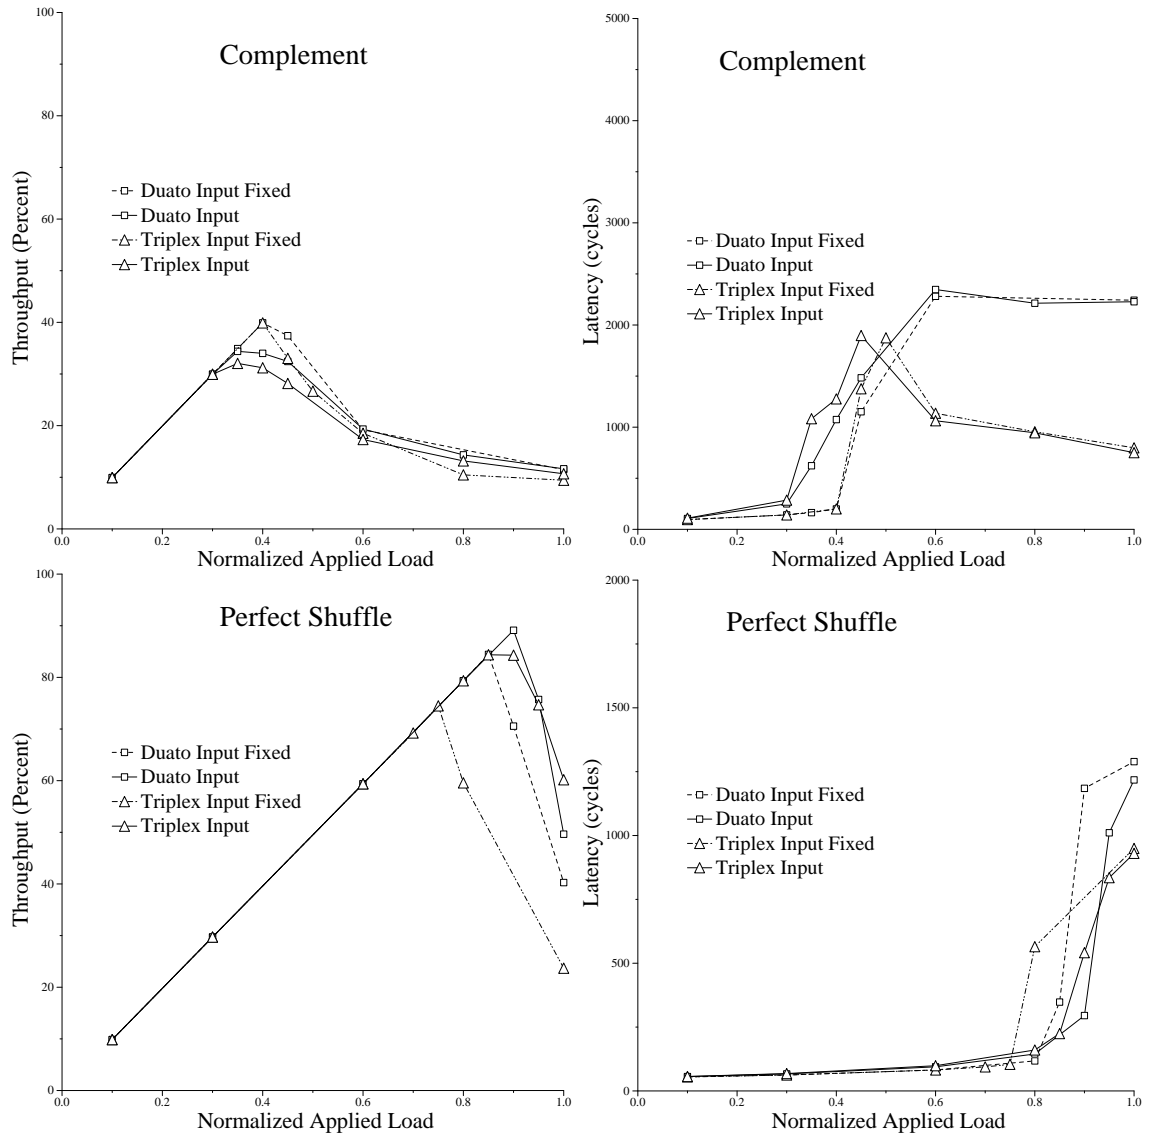 Complement
Throughput (Percent)
100
80
60
40
20
0
Duato Input Fixed
Duato Input
Triplex Input Fixed
Triplex Input
0.0 0.2 0.4 0.6 0.8 1.0
Normalized Applied Load
Complement
Latency (cycles)
5000
4000
3000
2000
1000
0
Duato Input Fixed
Duato Input
Triplex Input Fixed
Triplex Input
0.0 0.2 0.4 0.6 0.8 1.0
Normalized Applied Load
Perfect Shuffle
Throughput (Percent)
100
80
60
40
20
0
Duato Input Fixed
Duato Input
Triplex Input Fixed
Triplex Input
0.0 0.2 0.4 0.6 0.8 1.0
Normalized Applied Load
Perfect Shuffle
Latency (cycles)
2000
1500
1000
500
0
Duato Input Fixed
Duato Input
Triplex Input Fixed
Triplex Input
0.0 0.2 0.4 0.6 0.8 1.0
Normalized Applied Load